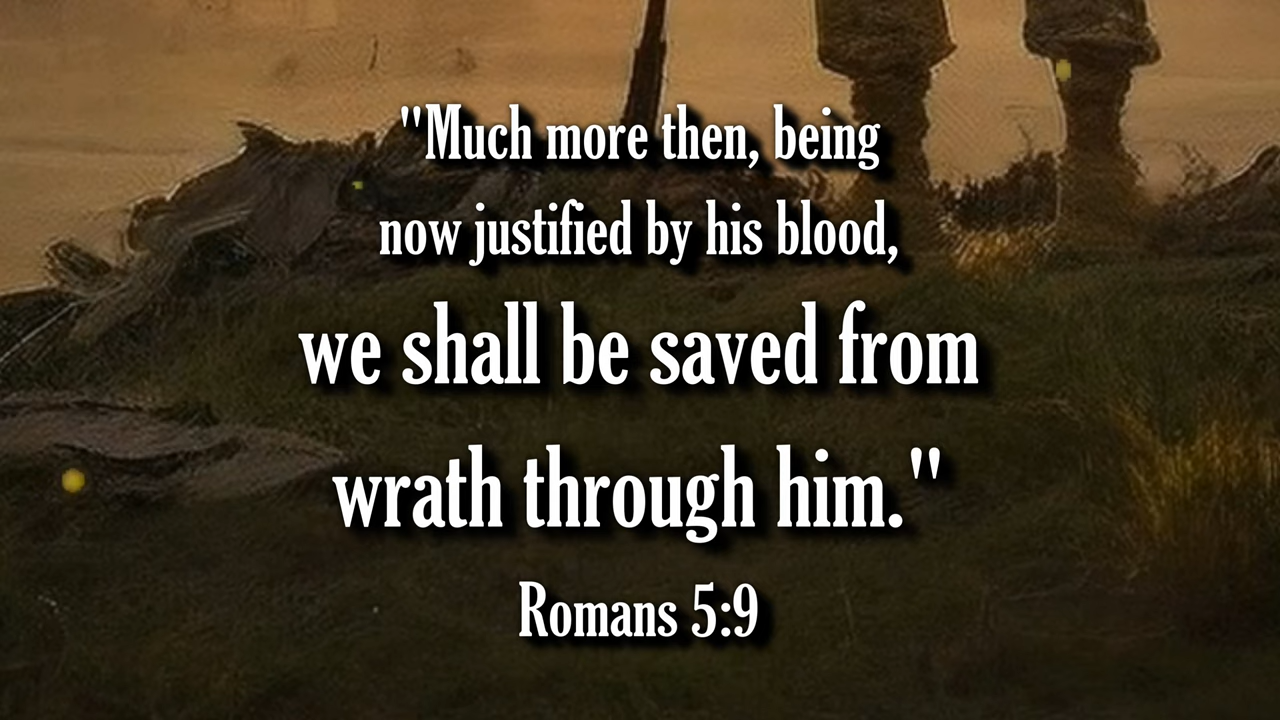 "Much more then, being
now justified by his blood,
we shall be saved from
wrath through him."
Romans 5:9